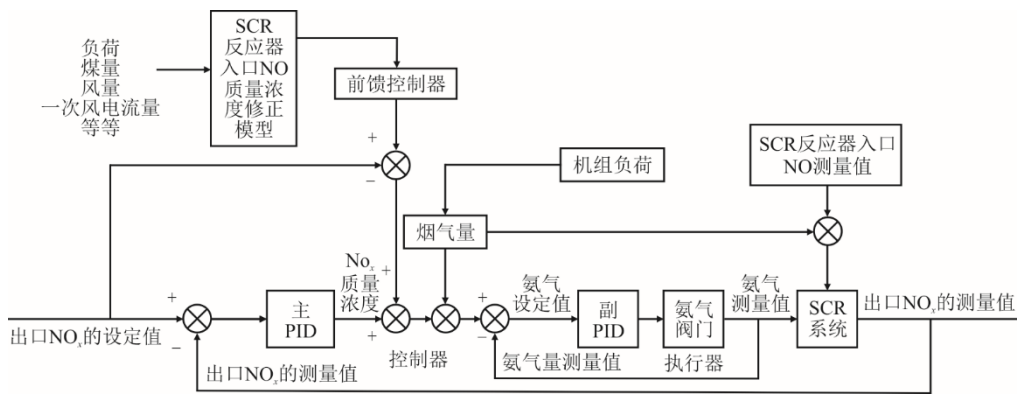 负荷
煤量
风量
一次风电流量
等等
SCR
反应器
入口NO
质量浓
度修正
模型
前馈控制器
+
−
机组负荷
SCR反应器入口
NO测量值
烟气量
Noₓ
质量
浓度
+
+
出口NOₓ的设定值
+
−
主
PID
控制器
+
−
氨气
设定值
副
PID
氨气
阀门
执行器
氨气
测量值
SCR
系统
出口NOₓ的测量值
氨气量测量值
出口NOₓ的测量值